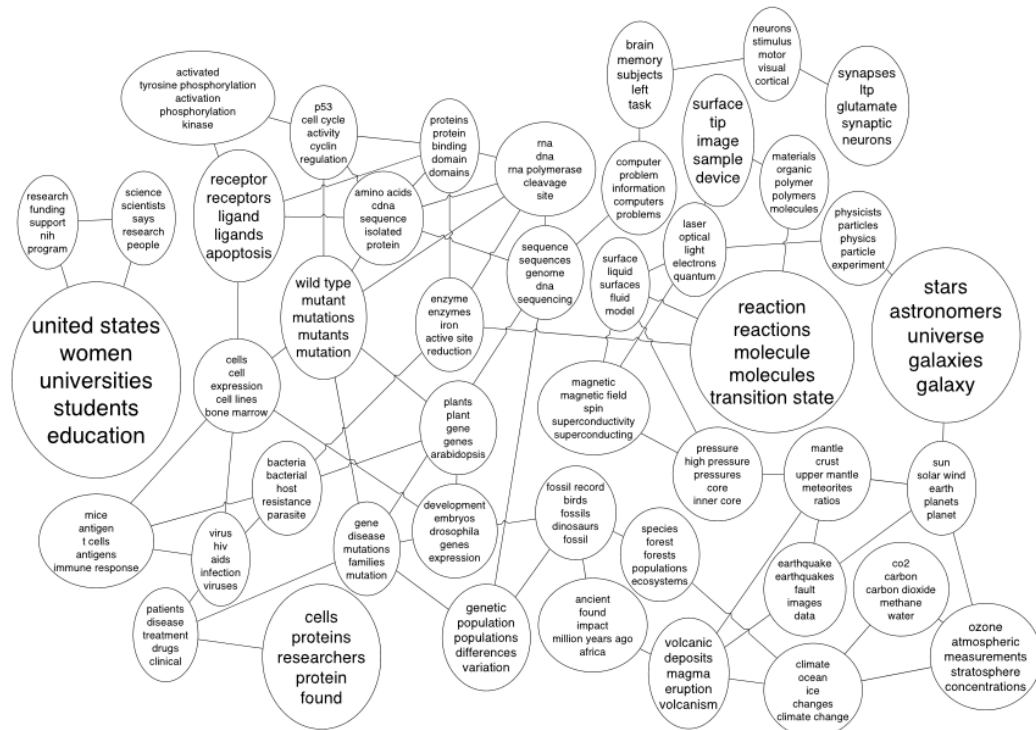 activated
tyrosine phosphorylation
activation
phosphorylation
kinase
p53
cell cycle
activity
cyclin
regulation
proteins
protein
binding
domain
domains
rna
dna
rna polymerase
cleavage
site
brain
memory
subjects
left
task
neurons
stimulus
motor
visual
cortical
synapses
ltp
glutamate
synaptic
neurons
surface
tip
image
sample
device
research
funding
support
nih
program
science
scientists
says
research
people
receptor
receptors
ligand
ligands
apoptosis
amino acids
cdna
sequence
isolated
protein
computer
problem
information
computers
problems
materials
organic
polymer
polymers
molecules
physicists
particles
physics
particle
experiment
laser
optical
light
electrons
quantum
sequence
sequences
genome
dna
sequencing
surface
liquid
surfaces
fluid
model
united states
women
universities
students
education
wild type
mutant
mutations
mutants
mutation
enzyme
enzymes
iron
active site
reduction
reaction
reactions
molecule
molecules
transition state
stars
astronomers
universe
galaxies
galaxy
cells
cell
expression
cell lines
bone marrow
magnetic
magnetic field
spin
superconductivity
superconducting
plants
plant
gene
genes
arabidopsis
bacteria
bacterial
host
resistance
parasite
pressure
high pressure
pressures
core
inner core
mantle
crust
upper mantle
meteorites
ratios
sun
solar wind
earth
planets
planet
mice
antigen
t cells
antigens
immune response
virus
hiv
aids
infection
viruses
gene
disease
mutations
families
mutation
development
embryos
drosophila
genes
expression
fossil record
birds
fossils
dinosaurs
fossil
species
forest
forests
populations
ecosystems
earthquake
earthquakes
fault
images
data
co2
carbon
carbon dioxide
methane
water
patients
disease
treatment
drugs
clinical
cells
proteins
researchers
protein
found
genetic
population
populations
differences
variation
ancient
found
impact
million years ago
africa
volcanic
deposits
magma
eruption
volcanism
climate
ocean
ice
changes
climate change
ozone
atmospheric
measurements
stratosphere
concentrations